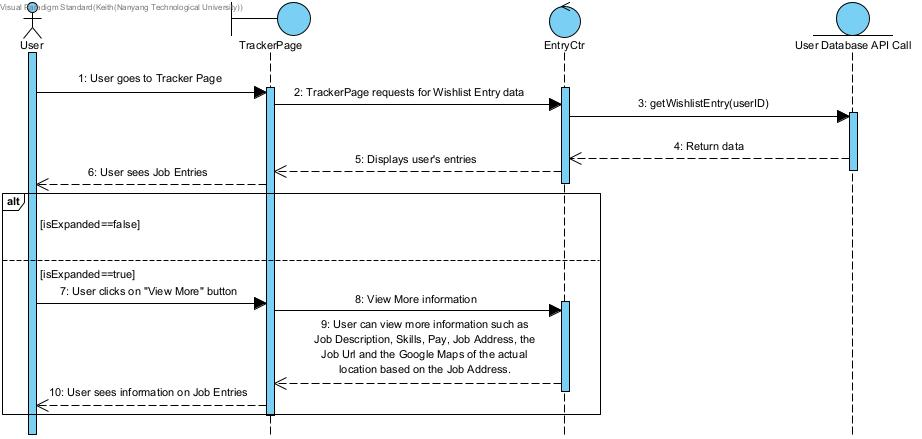 Visual Paradigm Standard(Keith(Nanyang Technological University))
User
TrackerPage
EntryCtr
User Database API Call
1: User goes to Tracker Page
2: TrackerPage requests for Wishlist Entry data
3: getWishlistEntry(userID)
4: Return data
5: Displays user's entries
6: User sees Job Entries
alt
[isExpanded==false]
[isExpanded==true]
7: User clicks on "View More" button
8: View More information
9: User can view more information such as
Job Description, Skills, Pay, Job Address, the
Job Url and the Google Maps of the actual
location based on the Job Address.
10: User sees information on Job Entries